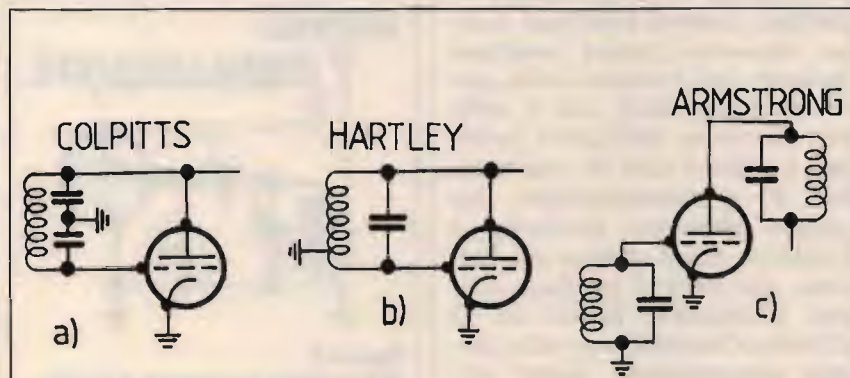 COLPITTS
HARTLEY
ARMSTRONG
a)
b)
c)